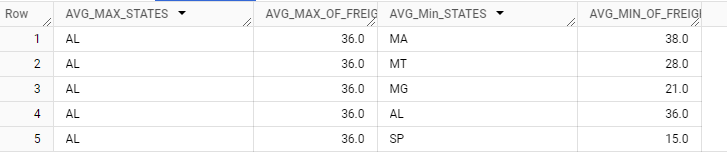 Row AVG_MAX_STATES AVG_MAX_OF_FREIG AVG_Min_STATES AVG_MIN_OF_FREIG
1 AL 36.0 MA 38.0
2 AL 36.0 MT 28.0
3 AL 36.0 MG 21.0
4 AL 36.0 AL 36.0
5 AL 36.0 SP 15.0